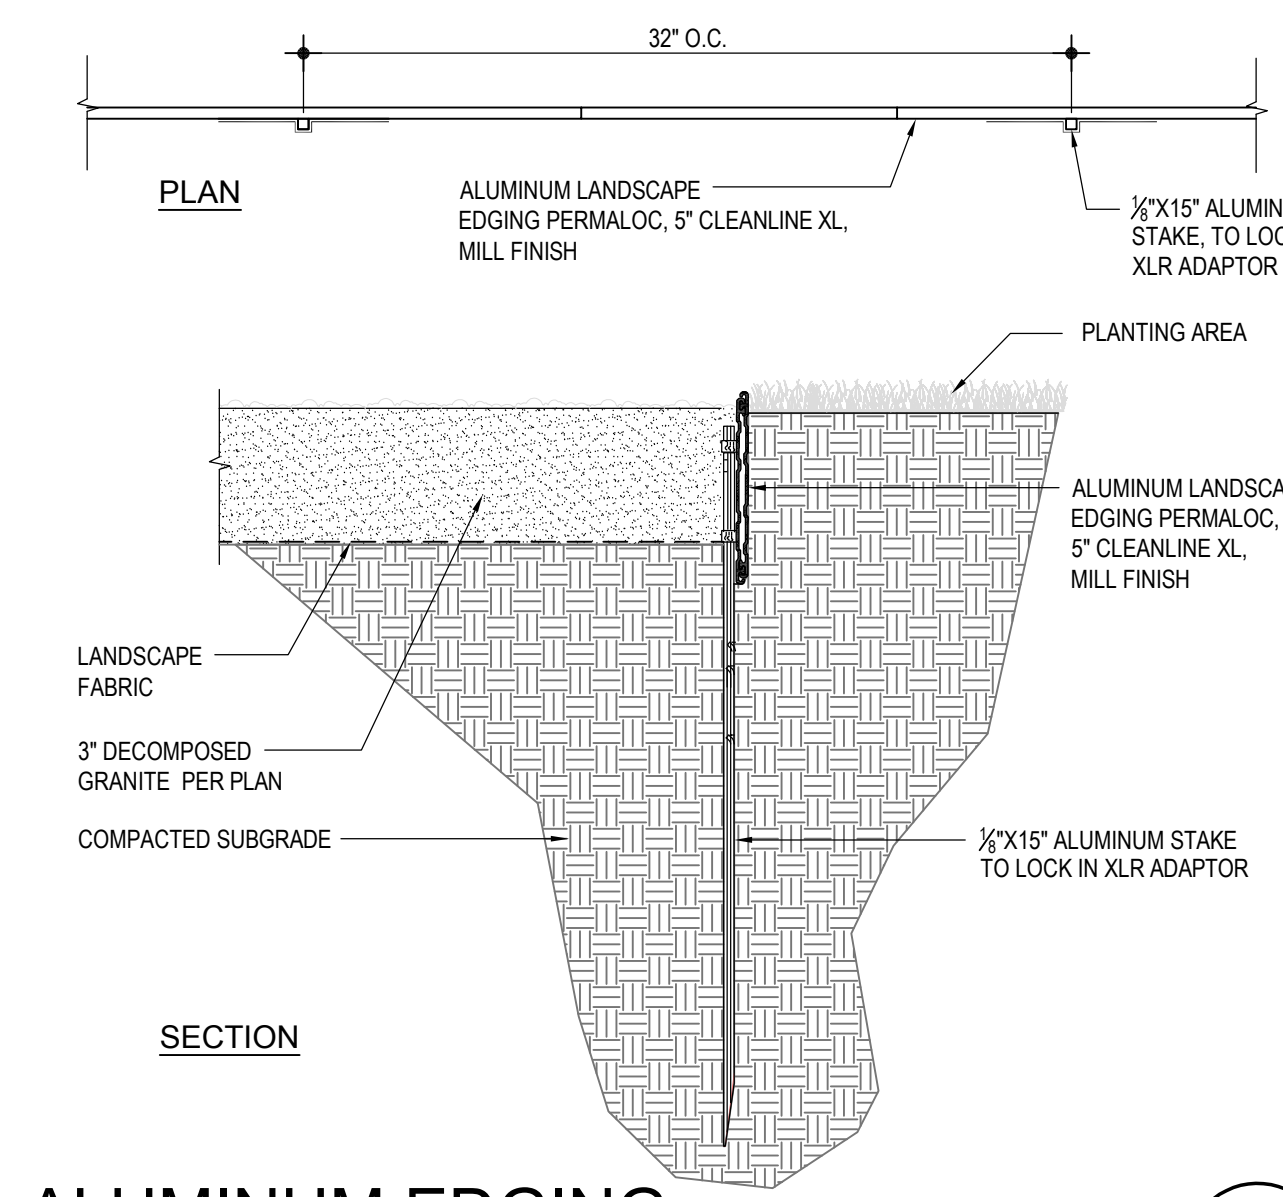 32" O.C.
PLAN
ALUMINUM LANDSCAPE
EDGING PERMALOC, 5" CLEANLINE XL,
MILL FINISH
⅛"X15" ALUMIN
STAKE, TO LOC
XLR ADAPTOR
PLANTING AREA
ALUMINUM LANDSCA
EDGING PERMALOC,
5" CLEANLINE XL,
MILL FINISH
LANDSCAPE
FABRIC
3" DECOMPOSED
GRANITE PER PLAN
COMPACTED SUBGRADE
⅛"X15" ALUMINUM STAKE
TO LOCK IN XLR ADAPTOR
SECTION
ALUMINUM EDGING